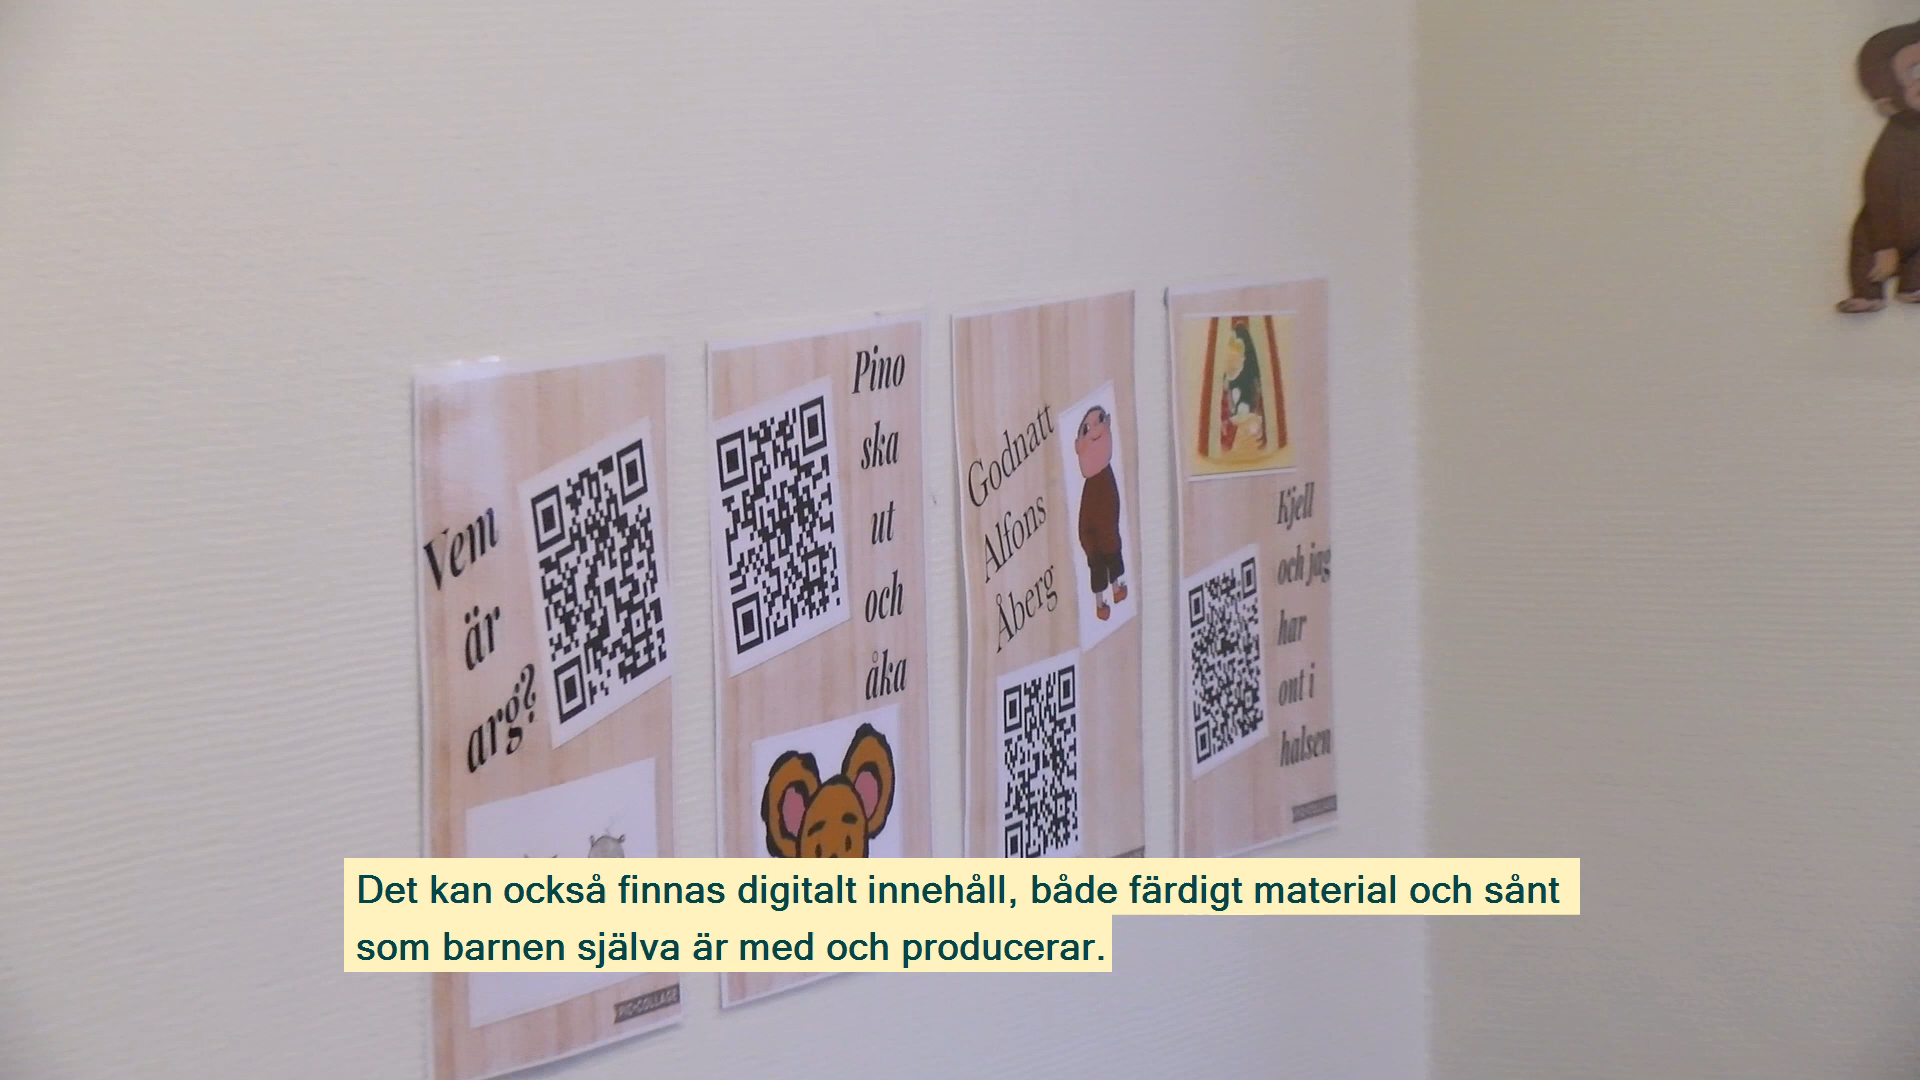 Vem
är
arg?
PIC•COLLAGE
Pino
ska
ut
och
åka
Godnatt
Alfons
Åberg
Kjell
och jag
har
ont i
halsen
Det kan också finnas digitalt innehåll, både färdigt material och sånt
som barnen själva är med och producerar.